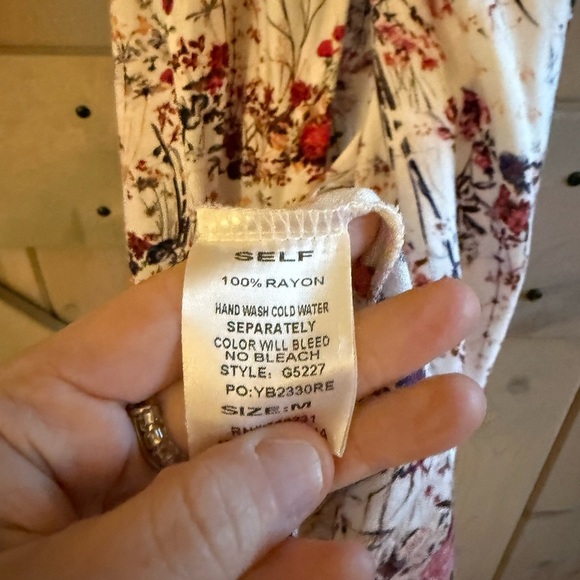 SELF
100% RAYON
HAND WASH COLD WATER
SEPARATELY
COLOR WILL BLEED
NO BLEACH
STYLE: G5227
PO:YB2330RE
SIZE:M